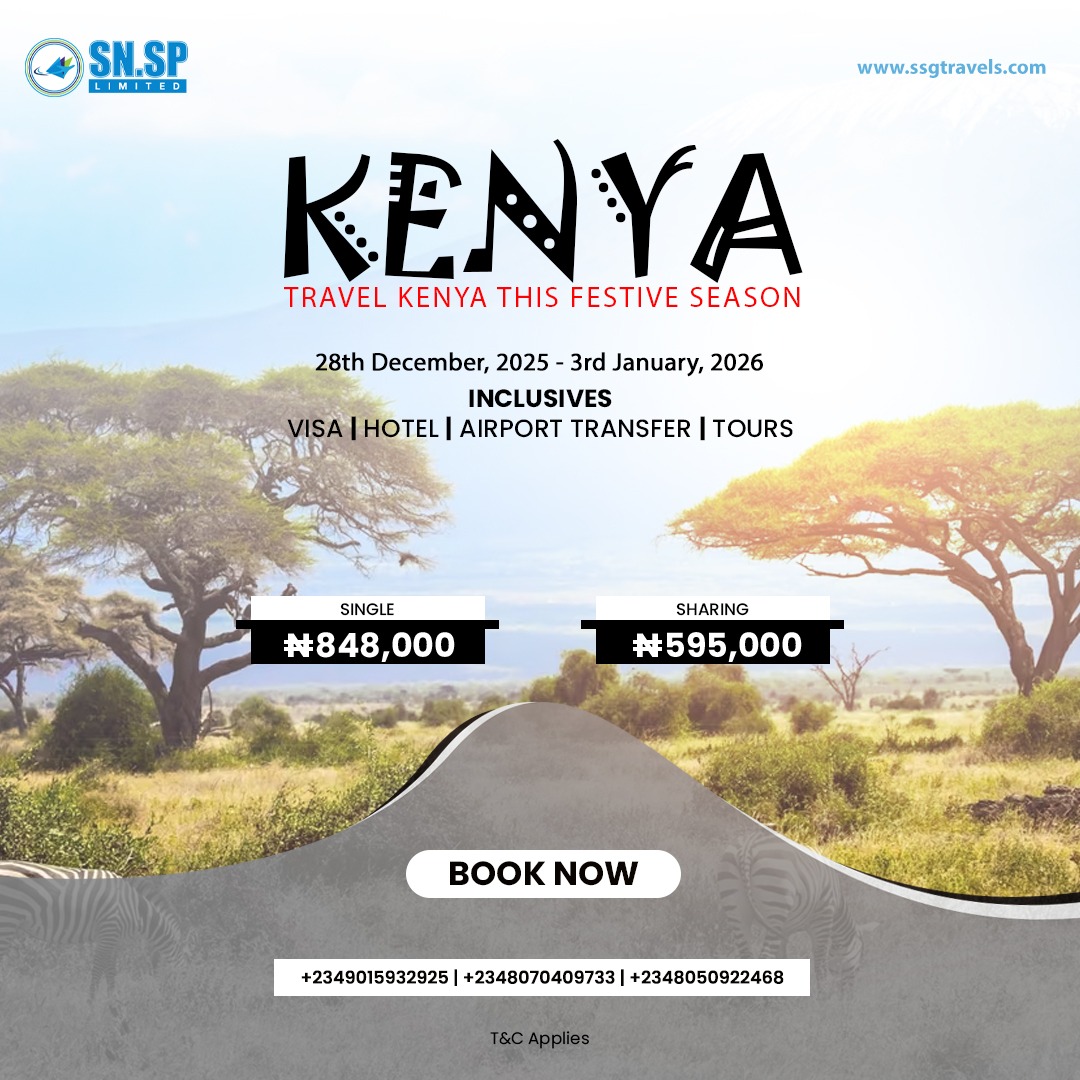 SN.SP
LIMITED
www.ssgtravels.com
KENYA
TRAVEL KENYA THIS FESTIVE SEASON
28th December, 2025 - 3rd January, 2026
INCLUSIVES
VISA | HOTEL | AIRPORT TRANSFER | TOURS
SINGLE
₦848,000
SHARING
₦595,000
BOOK NOW
+2349015932925 | +2348070409733 | +2348050922468
T&C Applies